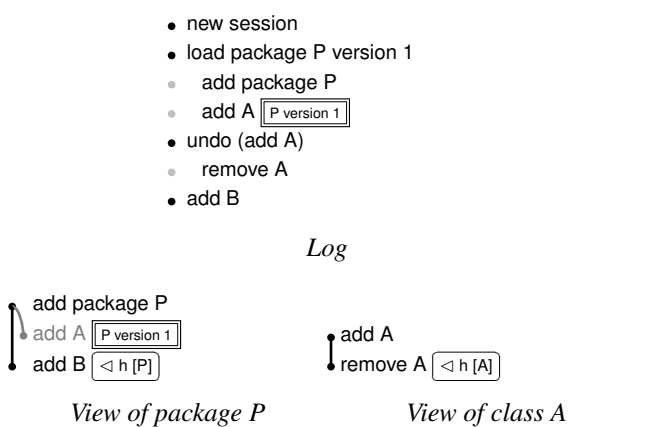 new session
load package P version 1
add package P
add A P version 1
undo (add A)
remove A
add B
Log
add package P
add A P version 1
add B ◁ h [P]
View of package P
add A
remove A ◁ h [A]
View of class A